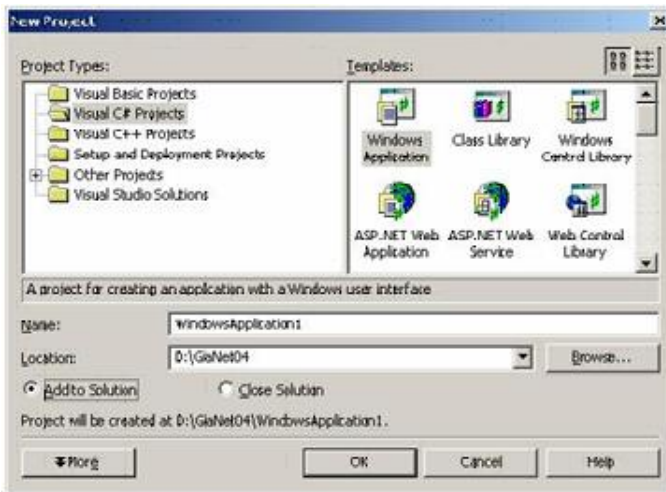 New Project
Project Types:
Templates:
Visual Basic Projects
Visual C# Projects
Visual C++ Projects
Setup and Deployment Projects
Other Projects
Visual Studio Solutions
Windows Application
Class Library
Windows Control Library
ASP.NET Web Application
ASP.NET Web Service
Web Control Library
A project for creating an application with a Windows user interface
Name:
WindowsApplication1
Location:
D:\GiaNet04
Browse...
Add to Solution
Close Solution
Project will be created at D:\GiaNet04\WindowsApplication1.
More
OK
Cancel
Help